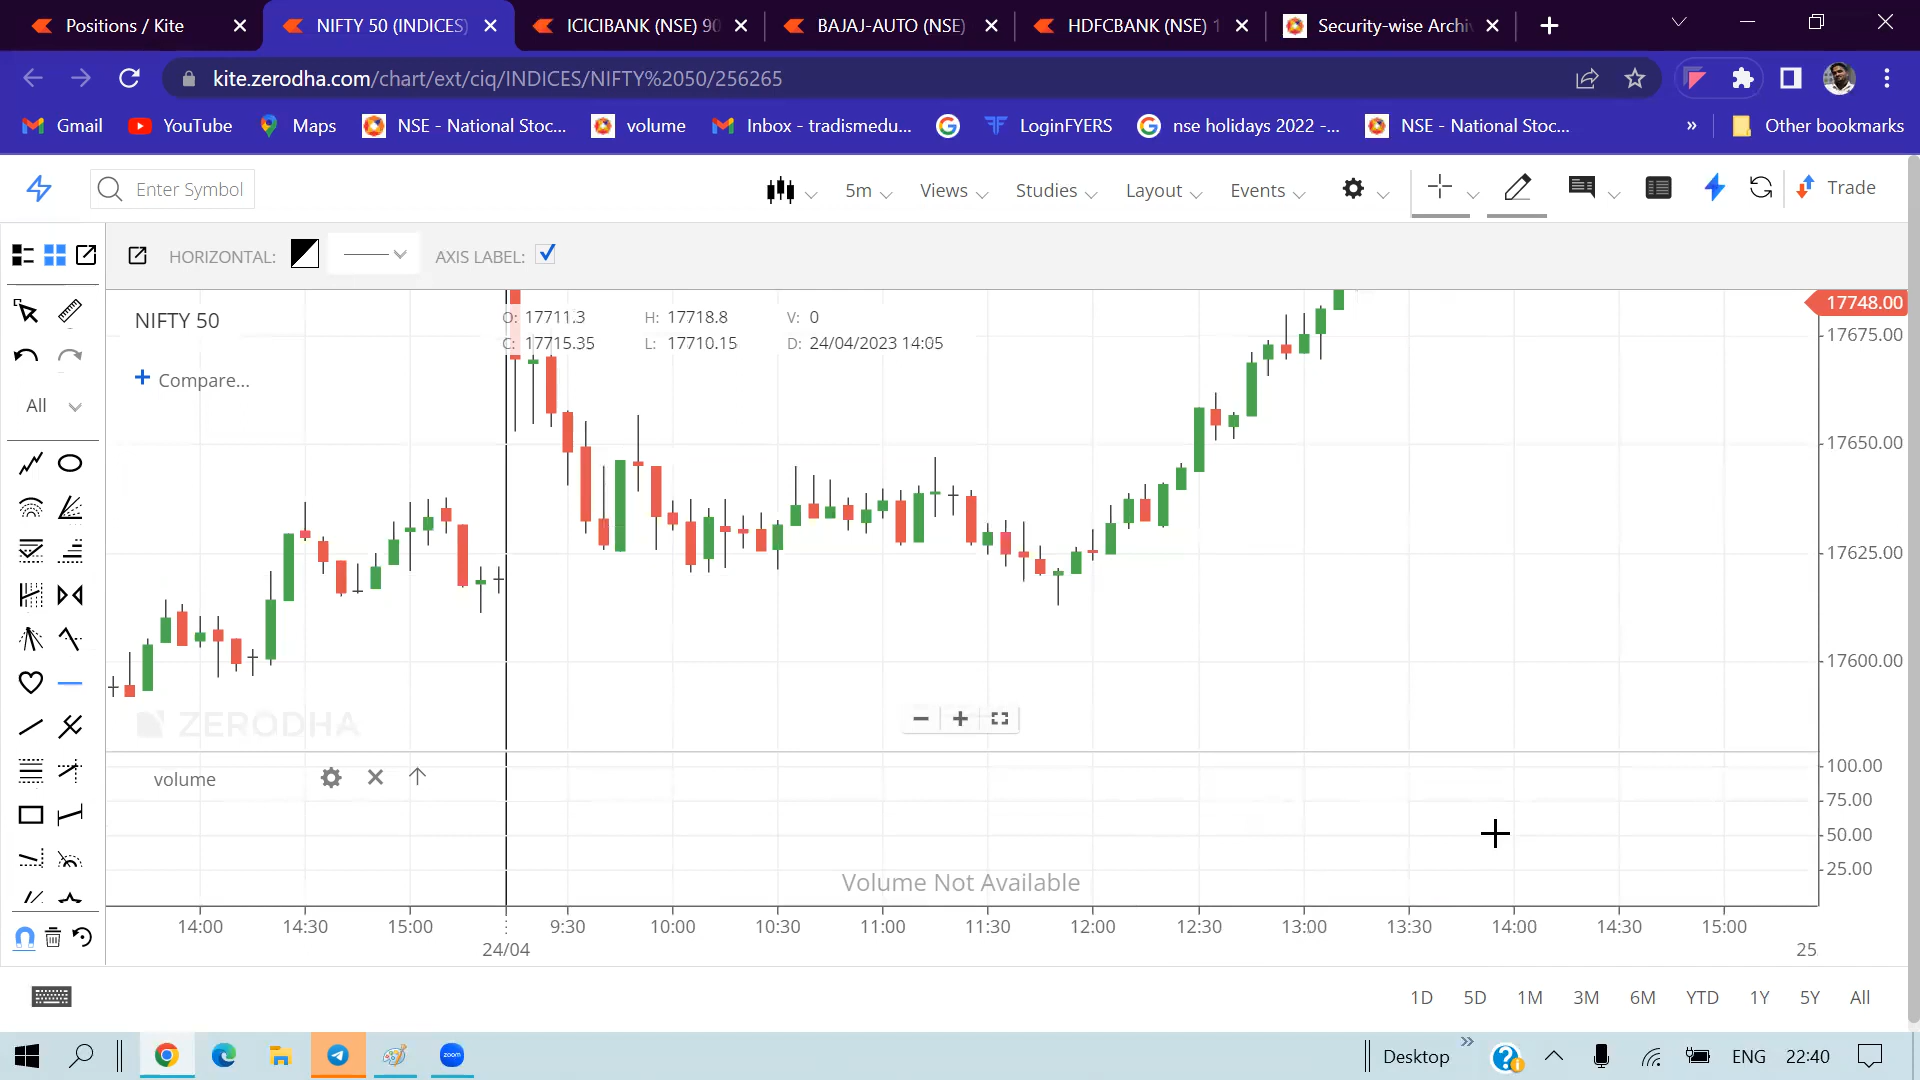 Positions / Kite
NIFTY 50 (INDICES)
ICICIBANK (NSE) 90
BAJAJ-AUTO (NSE)
HDFCBANK (NSE) 1
Security-wise Archiv
kite.zerodha.com/chart/ext/ciq/INDICES/NIFTY%2050/256265
Gmail
YouTube
Maps
NSE - National Stoc...
volume
Inbox - tradismedu...
LoginFYERS
nse holidays 2022 -...
NSE - National Stoc...
»
Other bookmarks
Enter Symbol
5m
Views
Studies
Layout
Events
Trade
HORIZONTAL:
AXIS LABEL:
NIFTY 50
O: 17711.3 H: 17718.8 V: 0
C: 17715.35 L: 17710.15 D: 24/04/2023 14:05
+ Compare...
All
17748.00
17675.00
17650.00
17625.00
17600.00
ZERODHA
volume
100.00
75.00
50.00
25.00
Volume Not Available
14:00 14:30 15:00 9:30 10:00 10:30 11:00 11:30 12:00 12:30 13:00 13:30 14:00 14:30 15:00
24/04 25
1D 5D 1M 3M 6M YTD 1Y 5Y All
zoom
Desktop
»
ENG
22:40